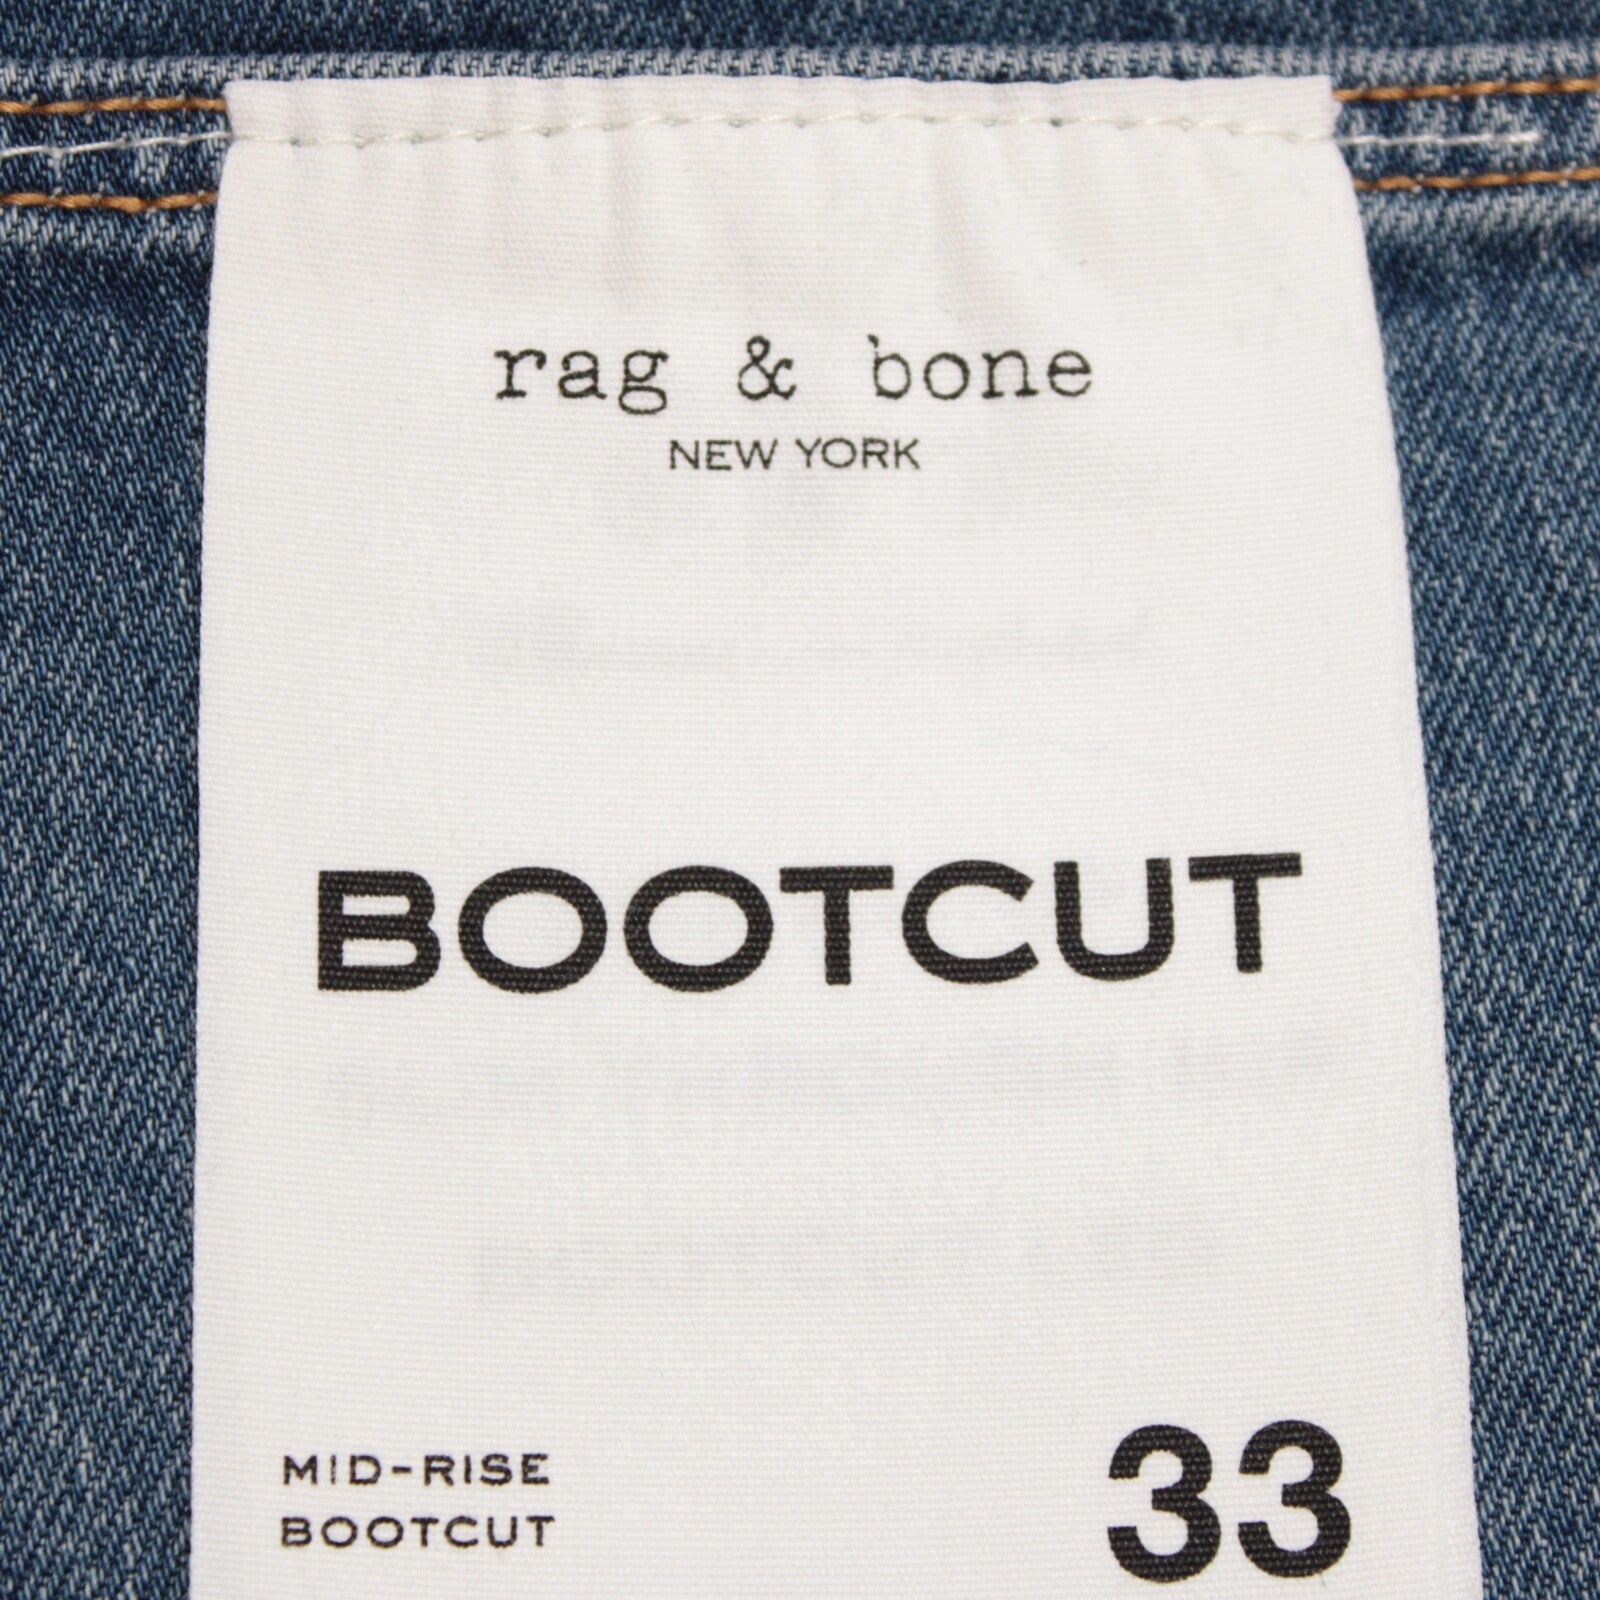 rag & bone
NEW YORK
BOOTCUT
MID-RISE
BOOTCUT
33